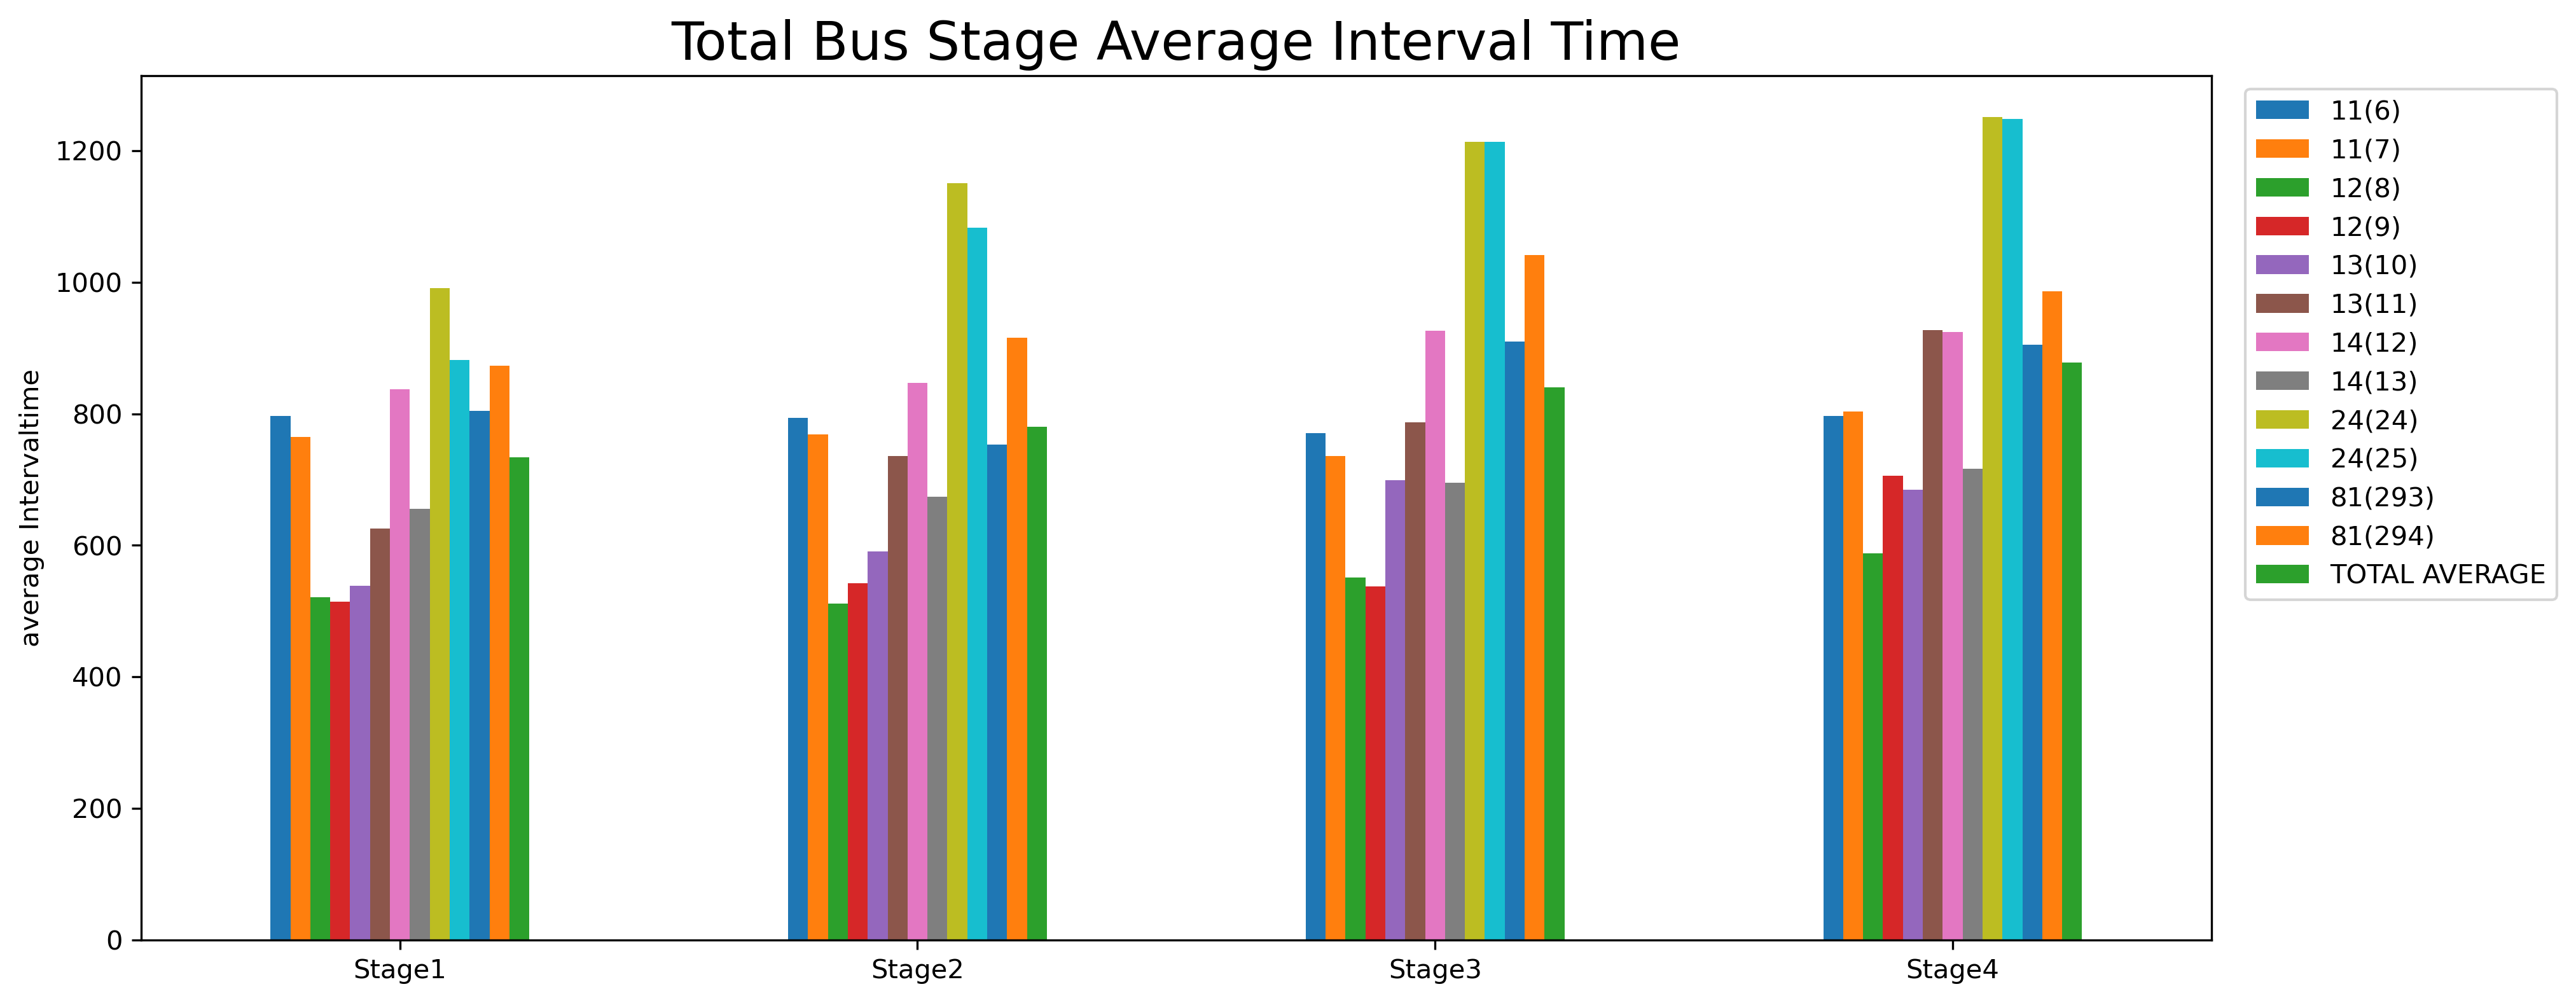 Total Bus Stage Average Interval Time
average Intervaltime
1200
1000
800
600
400
200
0
Stage1
Stage2
Stage3
Stage4
11(6)
11(7)
12(8)
12(9)
13(10)
13(11)
14(12)
14(13)
24(24)
24(25)
81(293)
81(294)
TOTAL AVERAGE